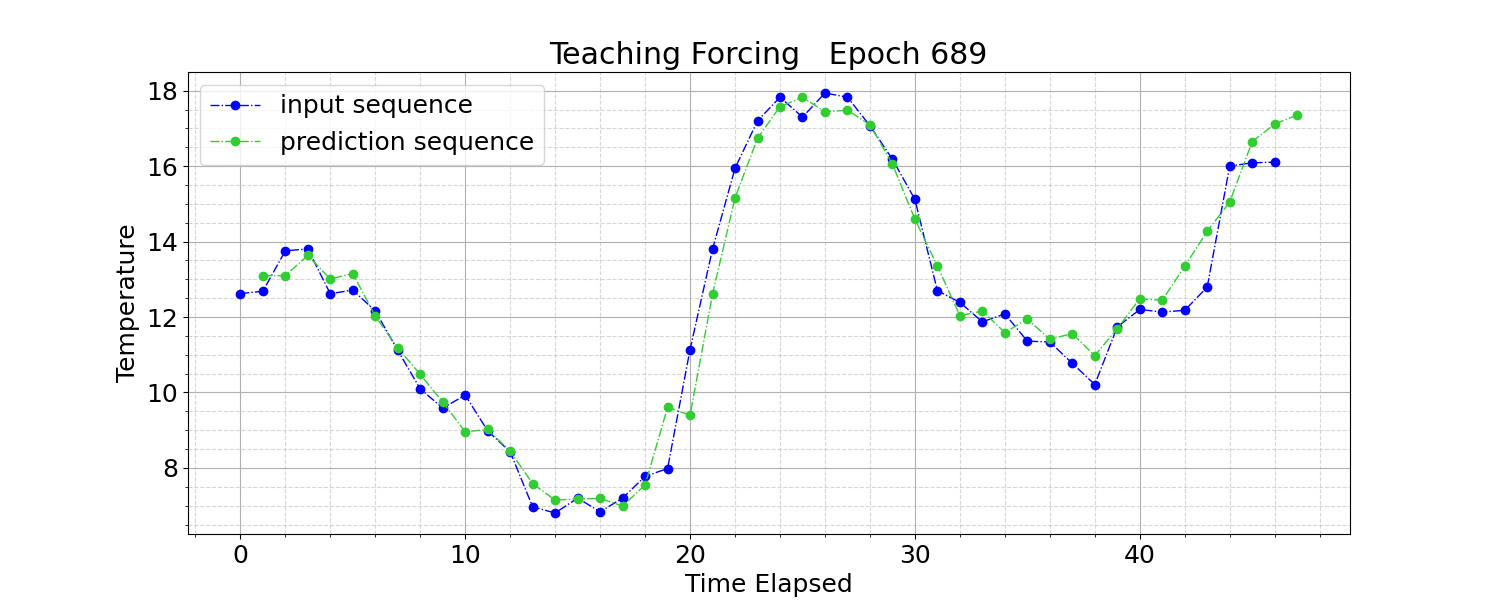 Teaching Forcing   Epoch 689
input sequence
prediction sequence
Temperature
18
16
14
12
10
8
0 10 20 30 40
Time Elapsed